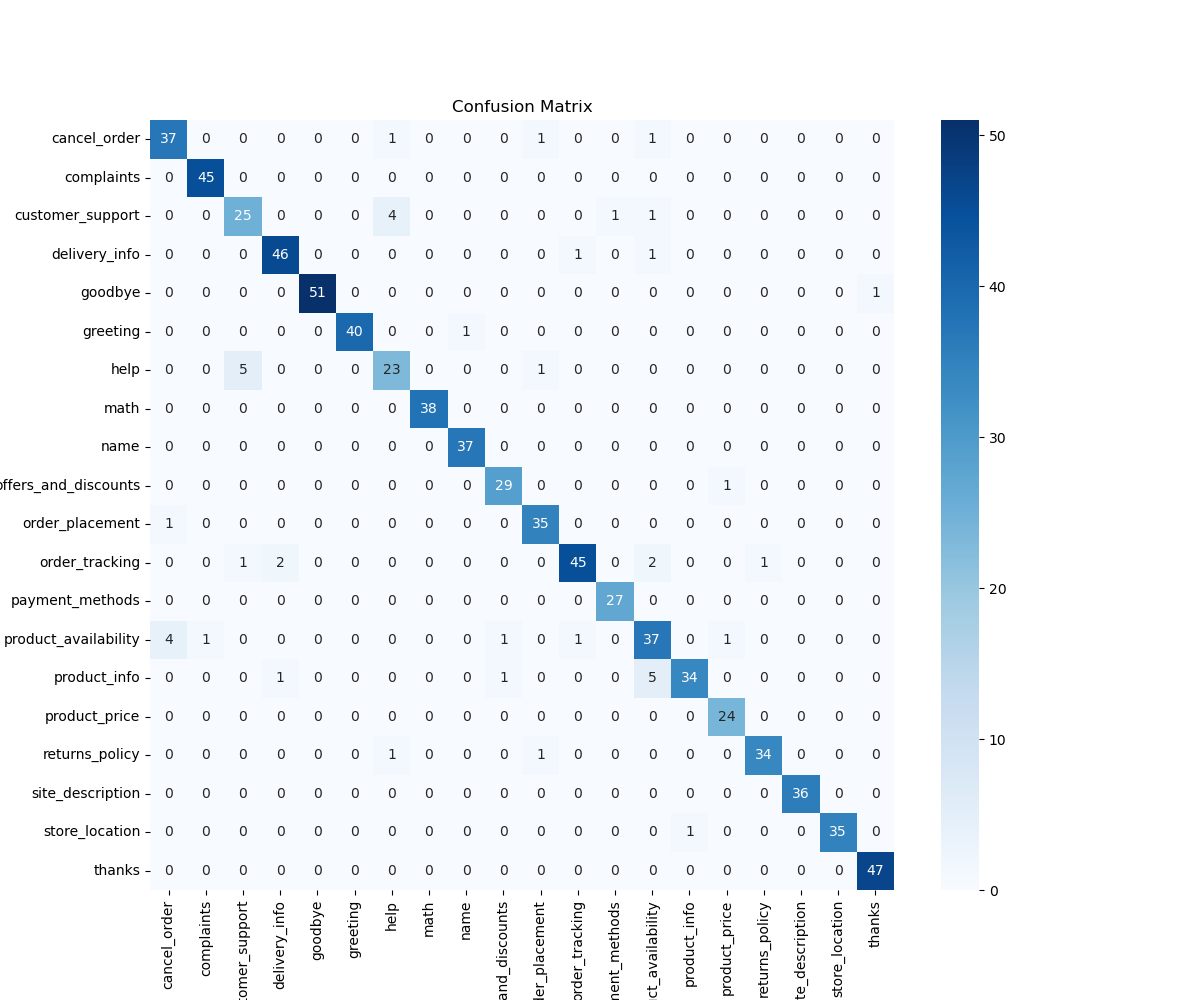 Confusion Matrix
cancel_order 37 0 0 0 0 0 1 0 0 0 1 0 0 1 0 0 0 0 0 0
complaints 0 45 0 0 0 0 0 0 0 0 0 0 0 0 0 0 0 0 0 0
customer_support 0 0 25 0 0 0 4 0 0 0 0 0 1 1 0 0 0 0 0 0
delivery_info 0 0 0 46 0 0 0 0 0 0 0 1 0 1 0 0 0 0 0 0
goodbye 0 0 0 0 51 0 0 0 0 0 0 0 0 0 0 0 0 0 0 1
greeting 0 0 0 0 0 40 0 0 1 0 0 0 0 0 0 0 0 0 0 0
help 0 0 5 0 0 0 23 0 0 0 1 0 0 0 0 0 0 0 0 0
math 0 0 0 0 0 0 0 38 0 0 0 0 0 0 0 0 0 0 0 0
name 0 0 0 0 0 0 0 0 37 0 0 0 0 0 0 0 0 0 0 0
offers_and_discounts 0 0 0 0 0 0 0 0 0 29 0 0 0 0 0 1 0 0 0 0
order_placement 1 0 0 0 0 0 0 0 0 0 35 0 0 0 0 0 0 0 0 0
order_tracking 0 0 1 2 0 0 0 0 0 0 0 45 0 2 0 0 1 0 0 0
payment_methods 0 0 0 0 0 0 0 0 0 0 0 0 27 0 0 0 0 0 0 0
product_availability 4 1 0 0 0 0 0 0 0 1 0 1 0 37 0 1 0 0 0 0
product_info 0 0 0 1 0 0 0 0 0 1 0 0 0 5 34 0 0 0 0 0
product_price 0 0 0 0 0 0 0 0 0 0 0 0 0 0 0 24 0 0 0 0
returns_policy 0 0 0 0 0 0 1 0 0 0 1 0 0 0 0 0 34 0 0 0
site_description 0 0 0 0 0 0 0 0 0 0 0 0 0 0 0 0 0 36 0 0
store_location 0 0 0 0 0 0 0 0 0 0 0 0 0 0 1 0 0 0 35 0
thanks 0 0 0 0 0 0 0 0 0 0 0 0 0 0 0 0 0 0 0 47
cancel_order
complaints
tomer_support
delivery_info
goodbye
greeting
help
math
name
and_discounts
der_placement
order_tracking
ment_methods
uct_availability
product_info
product_price
returns_policy
te_description
store_location
thanks
50
40
30
20
10
0